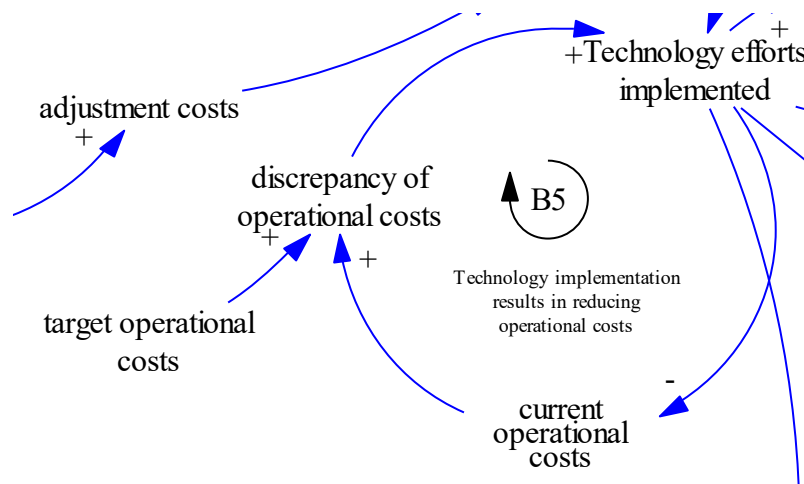 +
+Technology efforts
implemented
adjustment costs
+
discrepancy of
operational costs
+
+
B5
Technology implementation
results in reducing
operational costs
target operational
costs
-
current
operational
costs